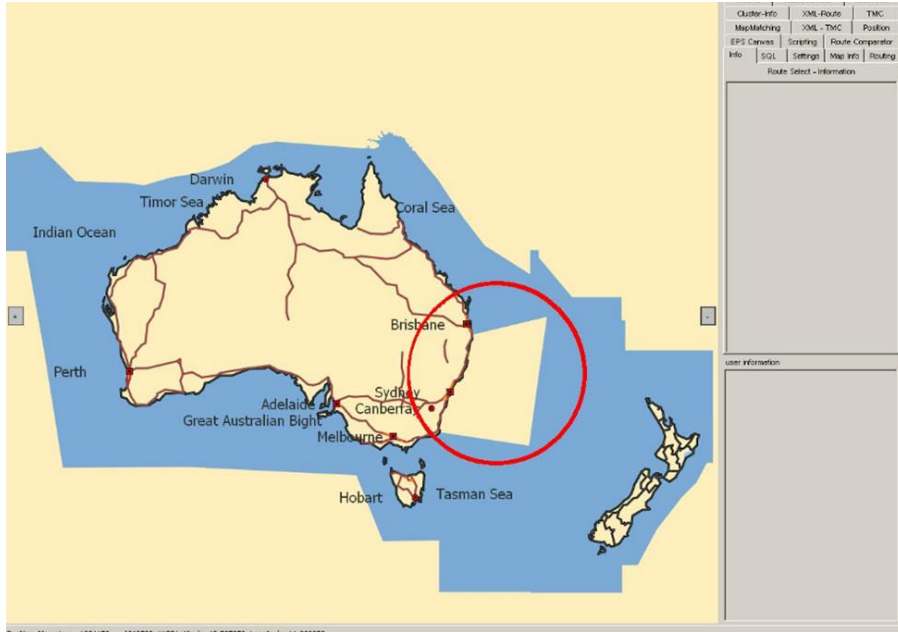 Cluster-Info XML-Route TMC
MapMatching XML - TMC Position
EPS Canvas Scripting Route Comparator
Info SQL Settings Map Info Routing
Route Select - Information
Darwin
Timor Sea
Coral Sea
Indian Ocean
Brisbane
+
-
user information
Perth
Sydney
Adelaide
Canberra
Great Australian Bight
Melbourne
Hobart
Tasman Sea